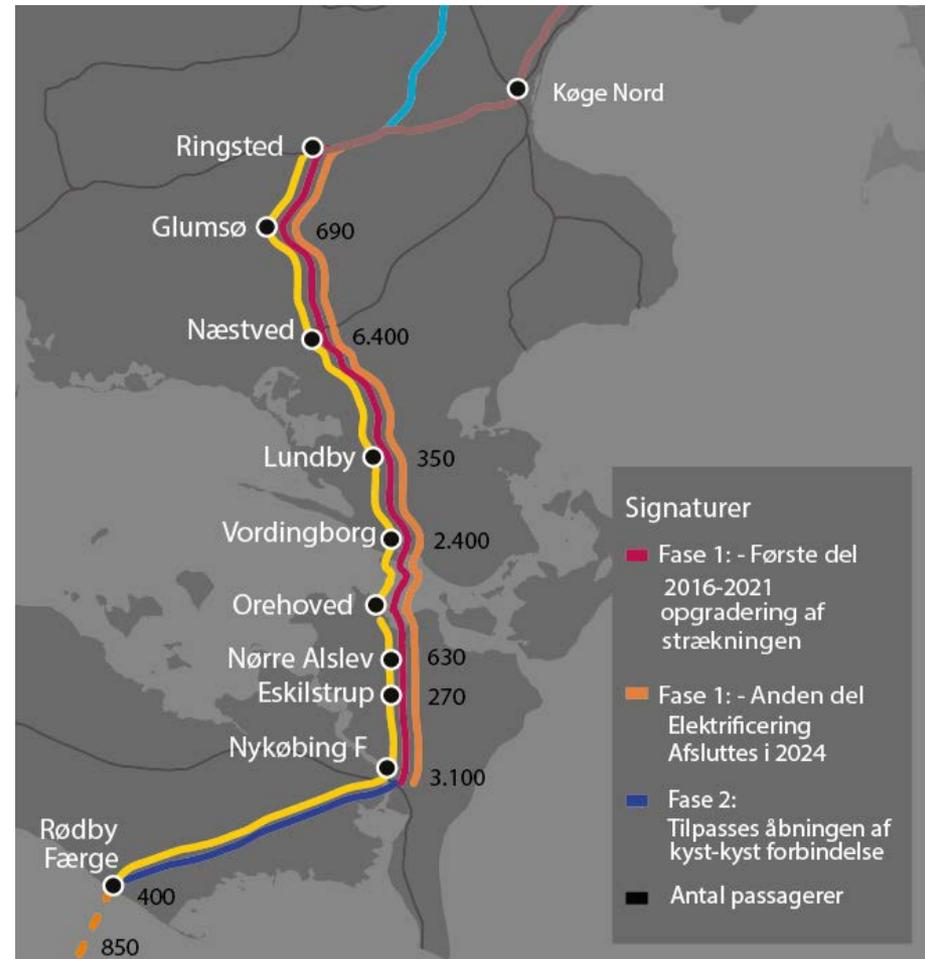 Køge Nord
Ringsted
Glumsø
690
Næstved
6.400
Lundby
350
Vordingborg
2.400
Orehoved
Nørre Alslev
630
Eskilstrup
270
Nykøbing F
3.100
Rødby
Færge
400
850
Signaturer
Fase 1: - Første del
2016-2021
opgradering af
strækningen
Fase 1: - Anden del
Elektrificering
Afsluttes i 2024
Fase 2:
Tilpasses åbningen af
kyst-kyst forbindelse
Antal passagerer